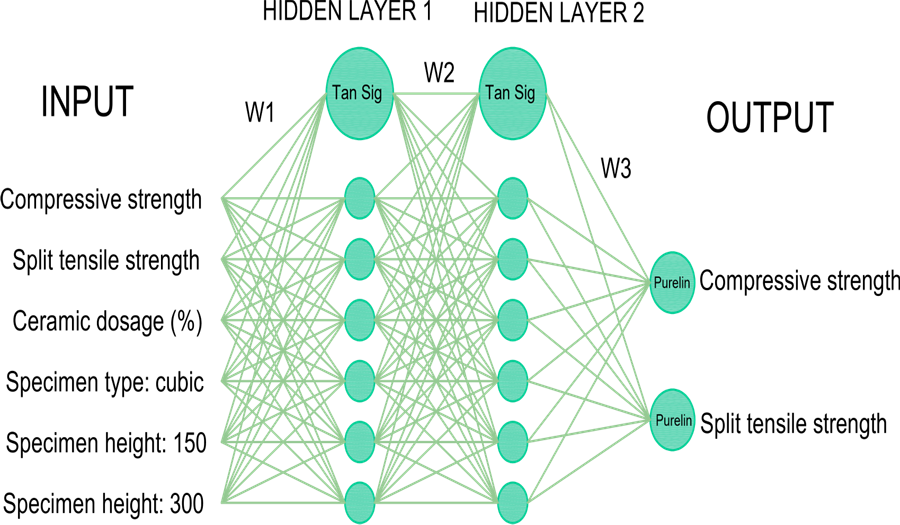 HIDDEN LAYER 1
HIDDEN LAYER 2
INPUT
W1
Tan Sig
W2
Tan Sig
OUTPUT
W3
Compressive strength
Split tensile strength
Ceramic dosage (%)
Specimen type: cubic
Specimen height: 150
Specimen height: 300
Purelin
Compressive strength
Purelin
Split tensile strength